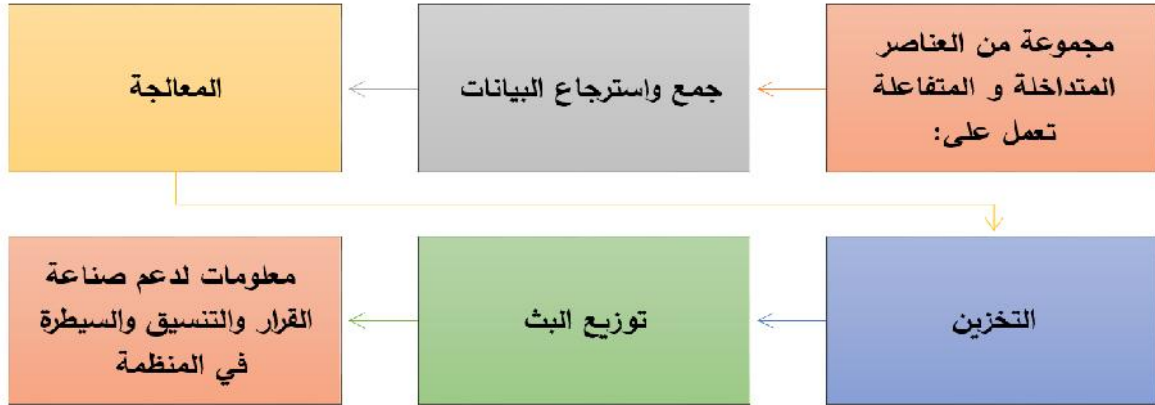 مجموعة من العناصر
المتداخلة و المتفاعلة
تعمل على:
جمع واسترجاع البيانات
المعالجة
التخزين
توزيع البث
معلومات لدعم صناعة
القرار والتنسيق والسيطرة
في المنظمة